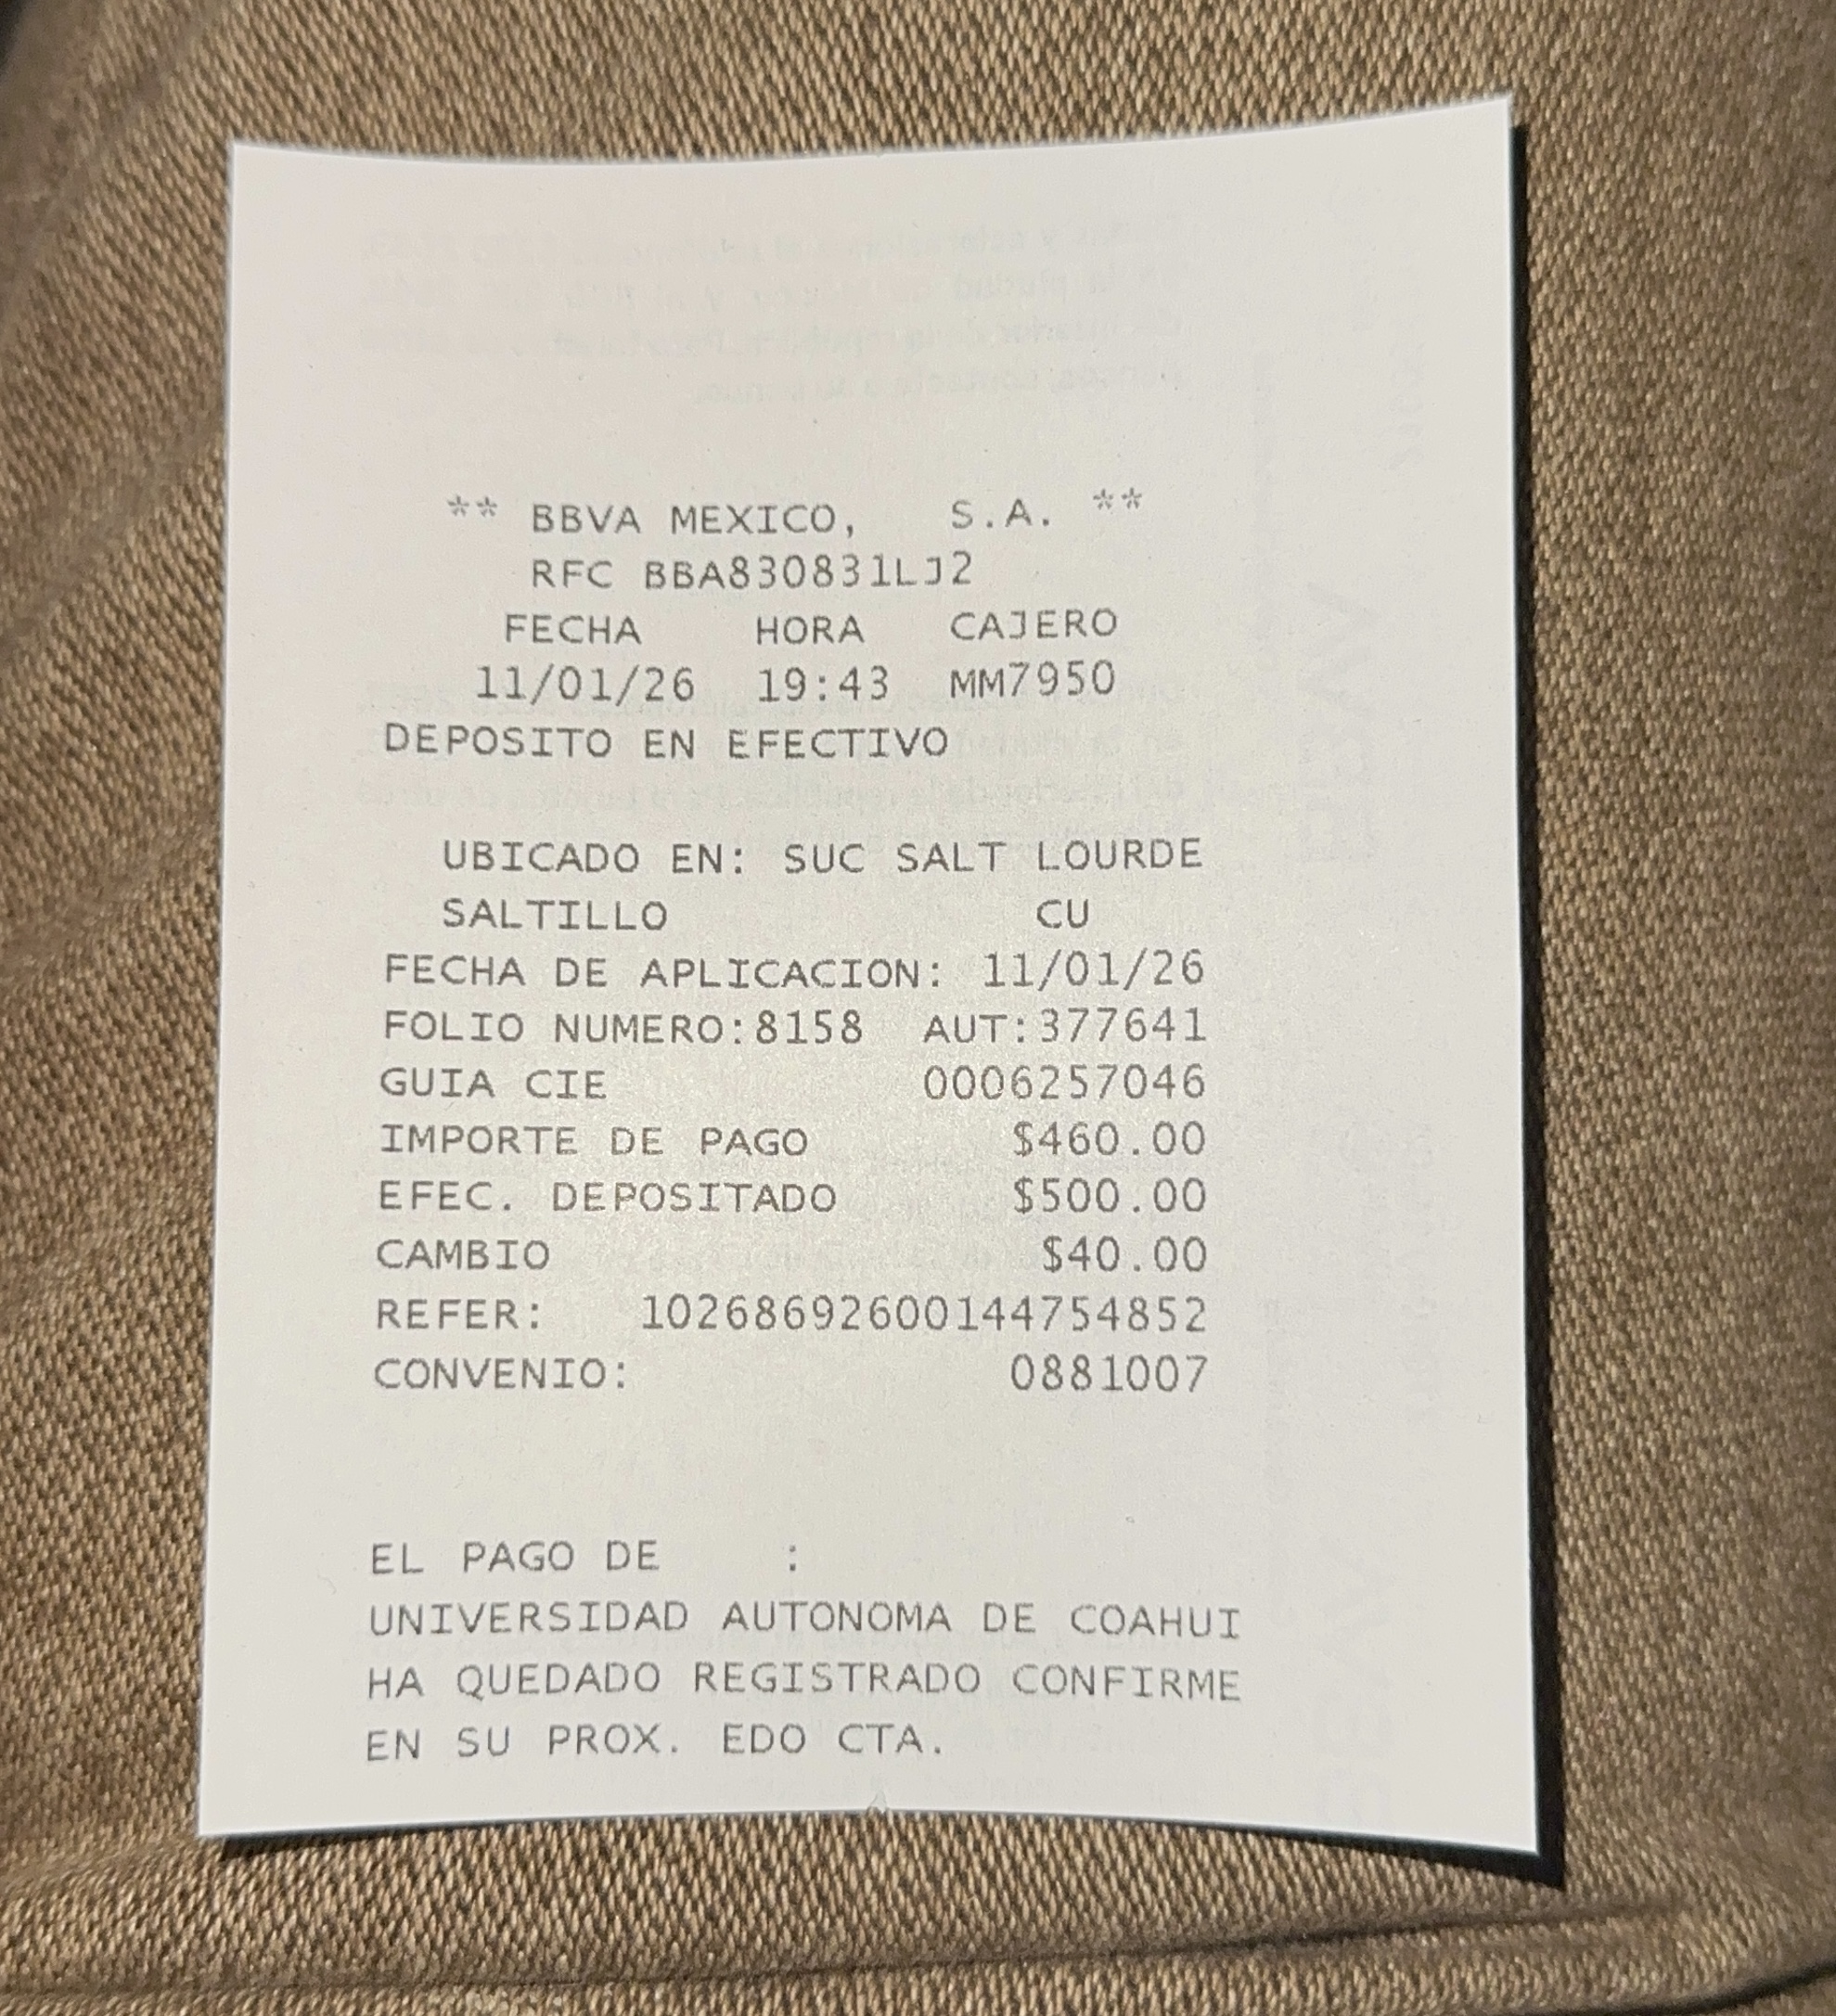 ** BBVA MEXICO, S.A. **
RFC BBA830831LJ2
FECHA HORA CAJERO
11/01/26 19:43 MM7950
DEPOSITO EN EFECTIVO
UBICADO EN: SUC SALT LOURDE
SALTILLO CU
FECHA DE APLICACION: 11/01/26
FOLIO NUMERO:8158 AUT:377641
GUIA CIE 0006257046
IMPORTE DE PAGO $460.00
EFEC. DEPOSITADO $500.00
CAMBIO $40.00
REFER: 10268692600144754852
CONVENIO: 0881007
EL PAGO DE :
UNIVERSIDAD AUTONOMA DE COAHUI
HA QUEDADO REGISTRADO CONFIRME
EN SU PROX. EDO CTA.